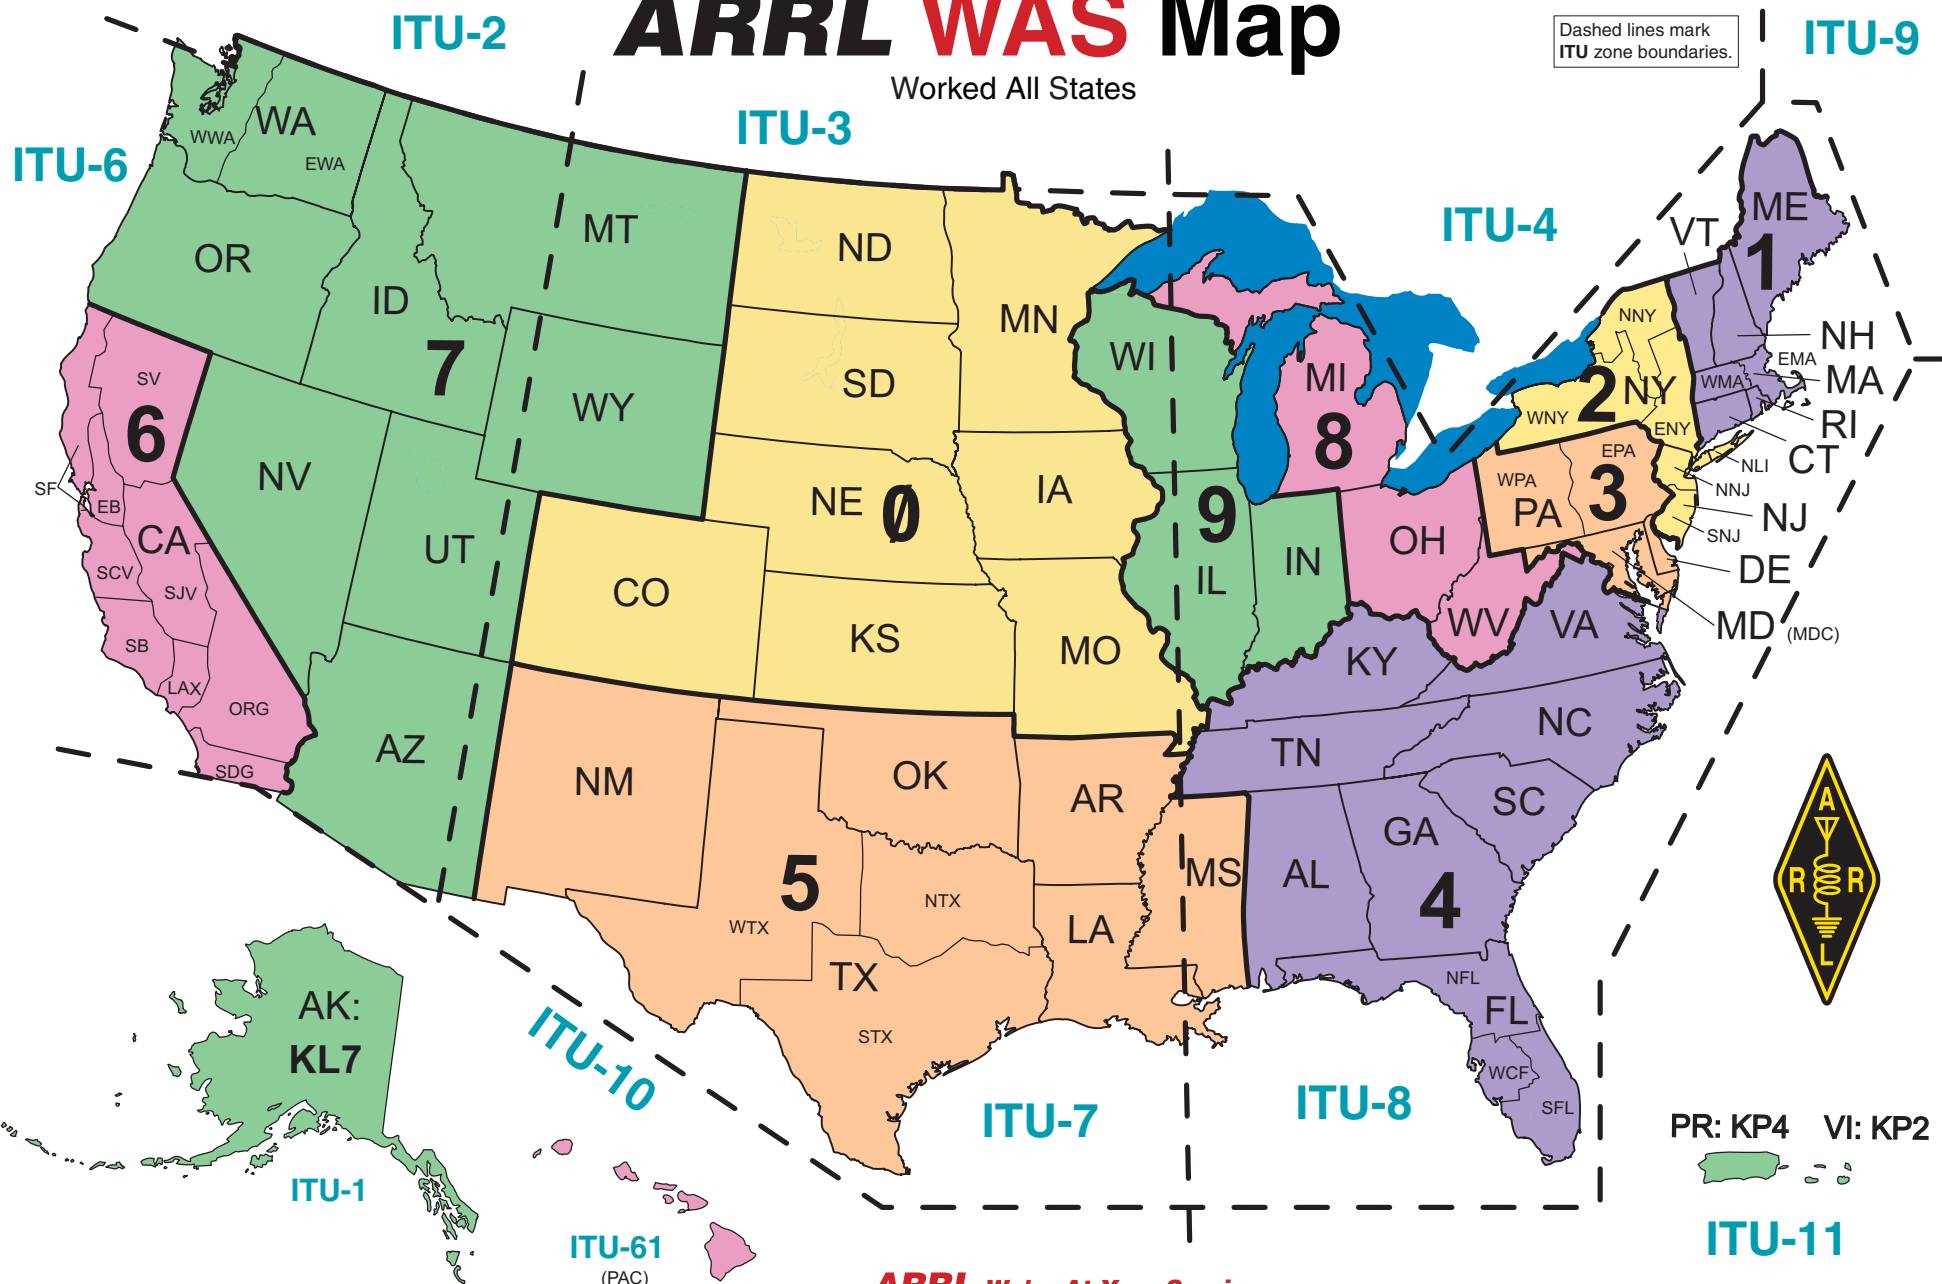 ARRL WAS Map
Worked All States
Dashed lines mark
ITU zone boundaries.
ITU-2
ITU-9
ITU-3
ITU-6
ITU-4
WA
WWA
EWA
OR
ID
MT
7
WY
NV
UT
AZ
SV
6
SF
EB
CA
SCV
SJV
SB
LAX
ORG
SDG
ND
SD
NE
0
CO
KS
MN
IA
MO
WI
9
IL
IN
MI
8
OH
WV
NNY
2
NY
WNY
ENY
NLI
NNJ
NJ
SNJ
EPA
WPA
3
PA
DE
MD (MDC)
VT
ME
1
NH
EMA
WMA
MA
RI
CT
VA
KY
TN
NC
SC
GA
AL
4
NFL
FL
WCF
SFL
NM
OK
AR
5
WTX
NTX
TX
STX
LA
MS
AK:
KL7
ITU-1
ITU-10
ITU-7
ITU-8
ITU-61
(PAC)
A
R R
L
PR: KP4 VI: KP2
ITU-11